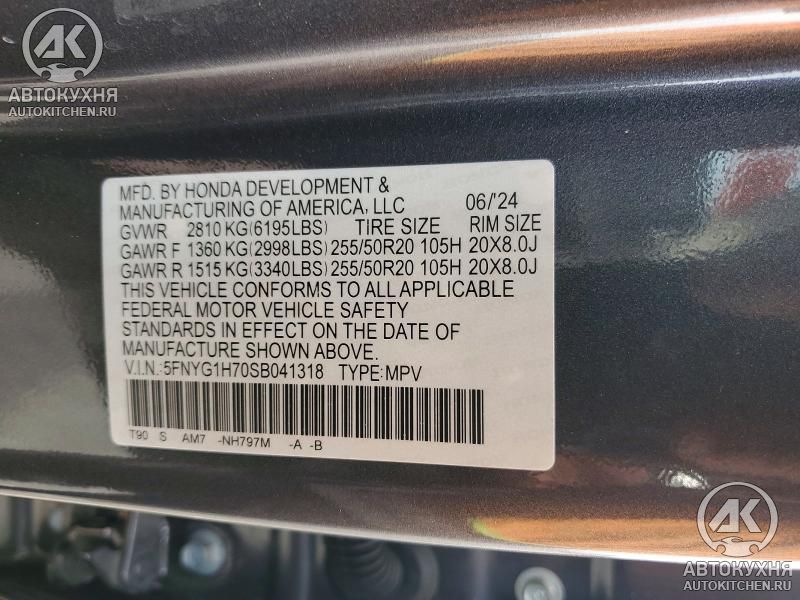 AK
АВТОКУХНЯ
AUTOKITCHEN.RU
MFD. BY HONDA DEVELOPMENT &
MANUFACTURING OF AMERICA, LLC 06/'24
GVWR 2810 KG(6195LBS) TIRE SIZE RIM SIZE
GAWR F 1360 KG(2998LBS) 255/50R20 105H 20X8.0J
GAWR R 1515 KG(3340LBS) 255/50R20 105H 20X8.0J
THIS VEHICLE CONFORMS TO ALL APPLICABLE
FEDERAL MOTOR VEHICLE SAFETY
STANDARDS IN EFFECT ON THE DATE OF
MANUFACTURE SHOWN ABOVE.
V.I.N.:5FNYG1H70SB041318 TYPE:MPV
T90 S AM7 -NH797M -A -B
AK
АВТОКУХНЯ
AUTOKITCHEN.RU